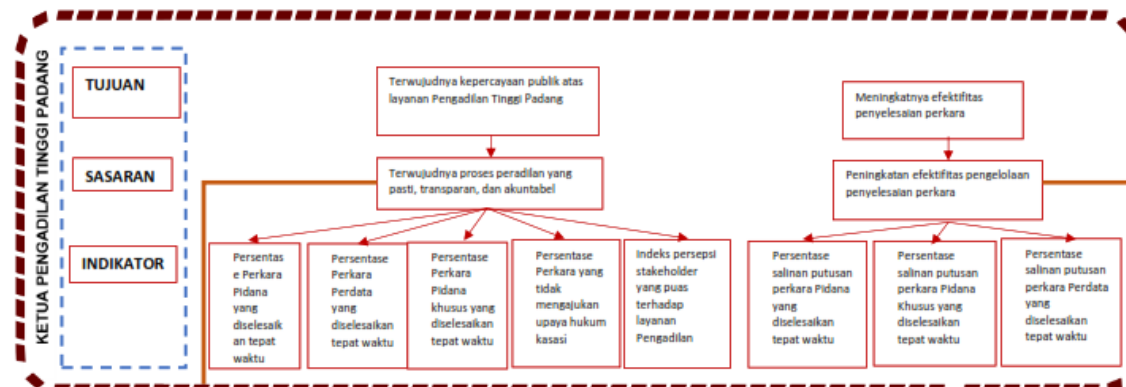 KETUA PENGADILAN TINGGI PADANG
TUJUAN
Terwujudnya kepercayaan publik atas
layanan Pengadilan Tinggi Padang
Meningkatnya efektifitas
penyelesaian perkara
SASARAN
Terwujudnya proses peradilan yang
pasti, transparan, dan akuntabel
Peningkatan efektifitas pengelolaan
penyelesaian perkara
INDIKATOR
Persentas
e Perkara
Pidana
yang
diselesaik
an tepat
waktu
Persentase
Perkara
Perdata
yang
diselesaikan
tepat waktu
Persentase
Perkara
Pidana
khusus yang
diselesaikan
tepat waktu
Persentase
Perkara yang
tidak
mengajukan
upaya hukum
kasasi
Indeks persepsi
stakeholder
yang puas
terhadap
layanan
Pengadilan
Persentase
salinan putusan
perkara Pidana
yang
diselesaikan
tepat waktu
Persentase
salinan putusan
perkara Pidana
Khusus yang
diselesaikan
tepat waktu
Persentase
salinan putusan
perkara Perdata
yang
diselesaikan
tepat waktu